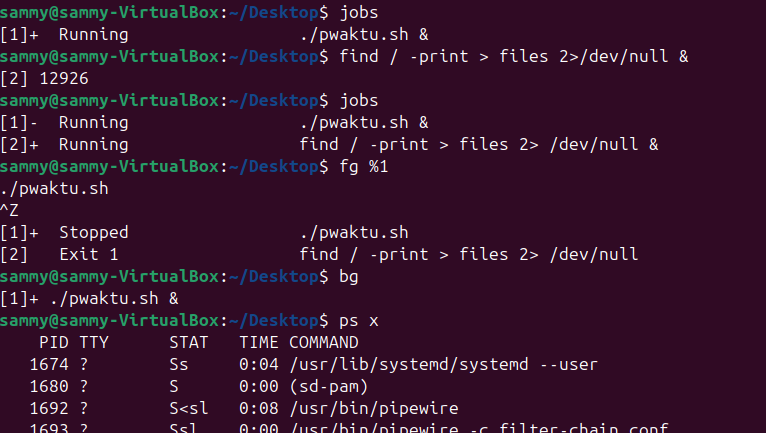 sammy@sammy-VirtualBox:~/Desktop$ jobs
[1]+  Running                 ./pwaktu.sh &
sammy@sammy-VirtualBox:~/Desktop$ find / -print > files 2>/dev/null &
[2] 12926
sammy@sammy-VirtualBox:~/Desktop$ jobs
[1]-  Running                 ./pwaktu.sh &
[2]+  Running                 find / -print > files 2> /dev/null &
sammy@sammy-VirtualBox:~/Desktop$ fg %1
./pwaktu.sh
^Z
[1]+  Stopped                 ./pwaktu.sh
[2]   Exit 1                  find / -print > files 2> /dev/null
sammy@sammy-VirtualBox:~/Desktop$ bg
[1]+ ./pwaktu.sh &
sammy@sammy-VirtualBox:~/Desktop$ ps x
    PID TTY      STAT   TIME COMMAND
   1674 ?        Ss     0:04 /usr/lib/systemd/systemd --user
   1680 ?        S      0:00 (sd-pam)
   1692 ?        S<sl   0:08 /usr/bin/pipewire
   1693 ?        Ssl    0:00 /usr/bin/pipewire -c filter-chain.conf